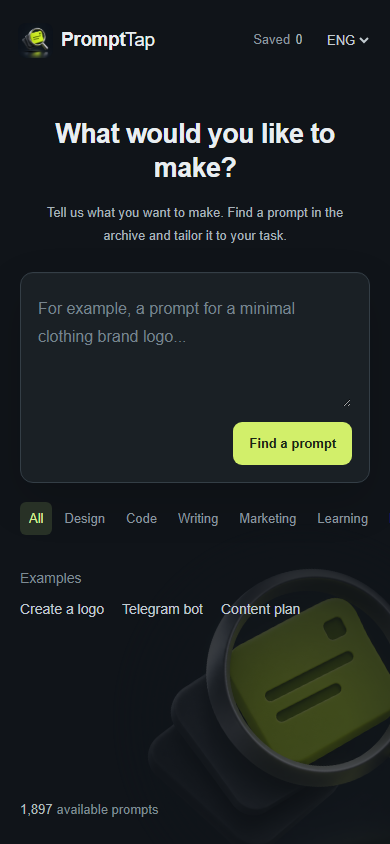 PromptTap
Saved 0
ENG
What would you like to
make?
Tell us what you want to make. Find a prompt in the
archive and tailor it to your task.
For example, a prompt for a minimal
clothing brand logo...
Find a prompt
All Design Code Writing Marketing Learning
Examples
Create a logo Telegram bot Content plan
1,897 available prompts